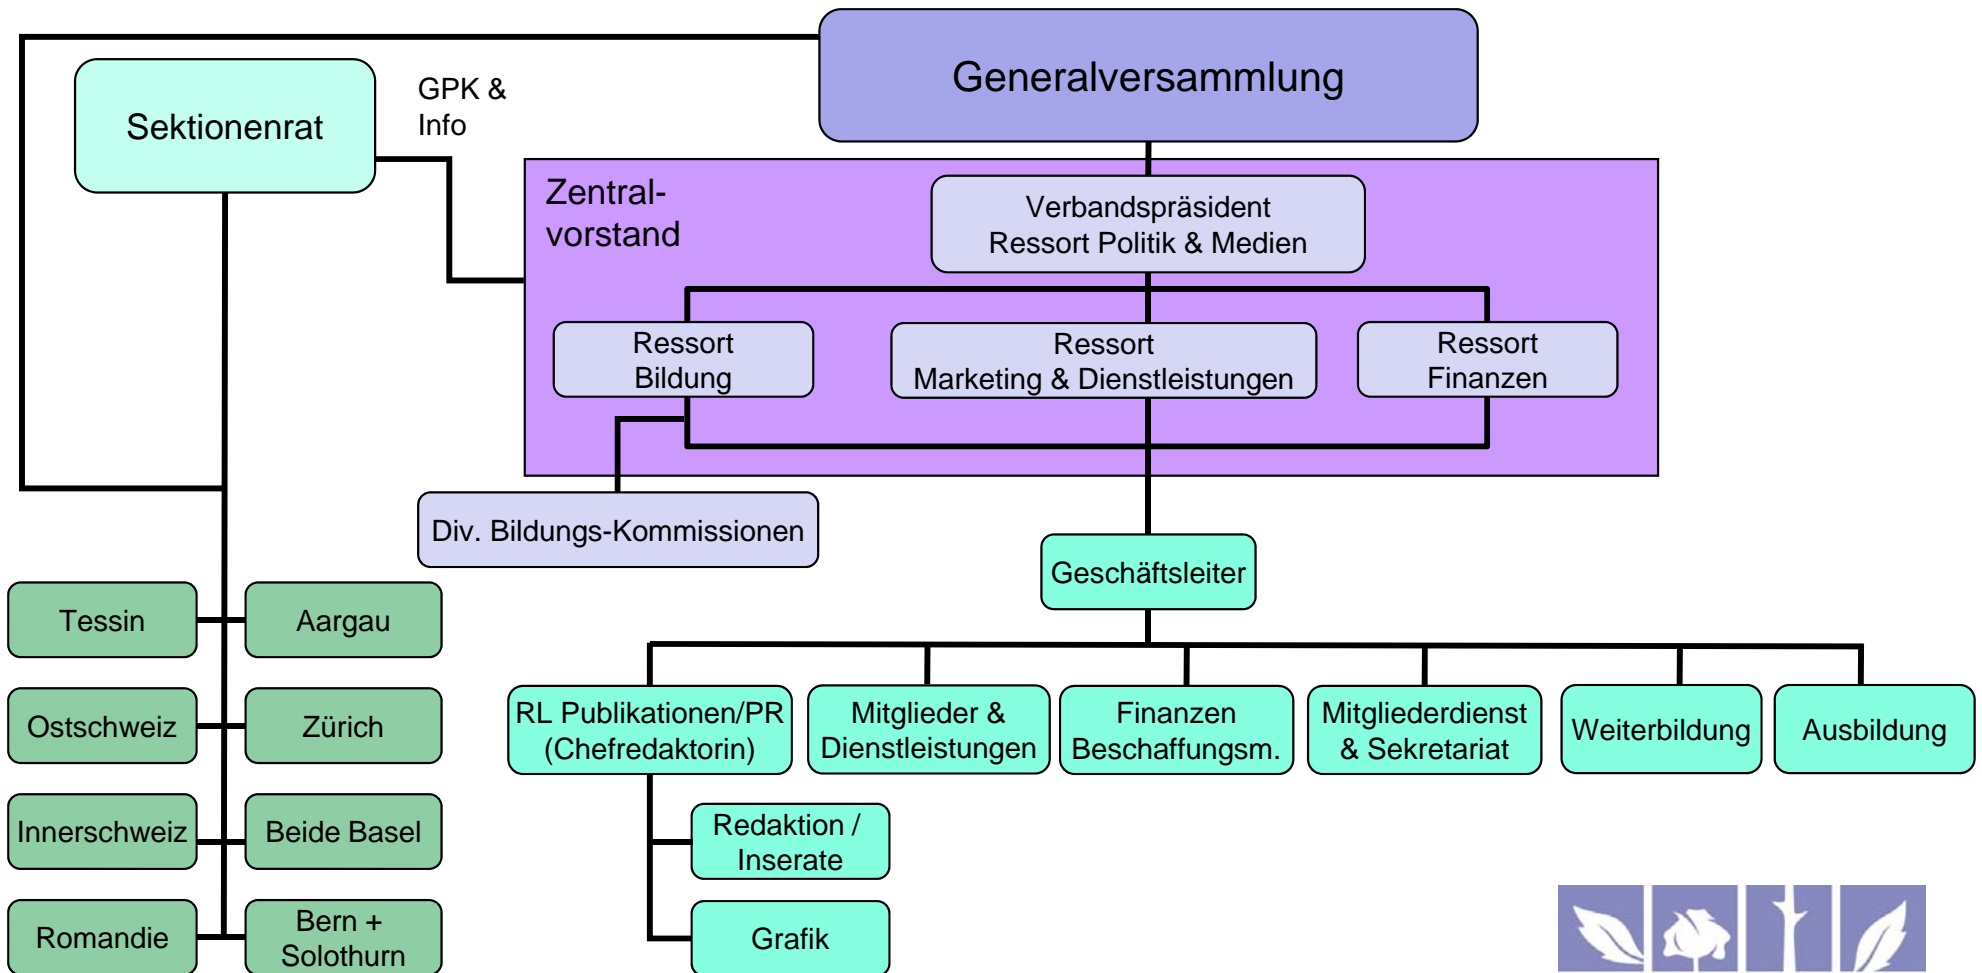 Generalversammlung
Sektionenrat
GPK &
Info
Zentral-
vorstand
Verbandspräsident
Ressort Politik & Medien
Ressort
Bildung
Ressort
Marketing & Dienstleistungen
Ressort
Finanzen
Div. Bildungs-Kommissionen
Geschäftsleiter
Tessin
Aargau
Ostschweiz
Zürich
Innerschweiz
Beide Basel
Romandie
Bern +
Solothurn
RL Publikationen/PR
(Chefredaktorin)
Mitglieder &
Dienstleistungen
Finanzen
Beschaffungsm.
Mitgliederdienst
& Sekretariat
Weiterbildung
Ausbildung
Redaktion /
Inserate
Grafik